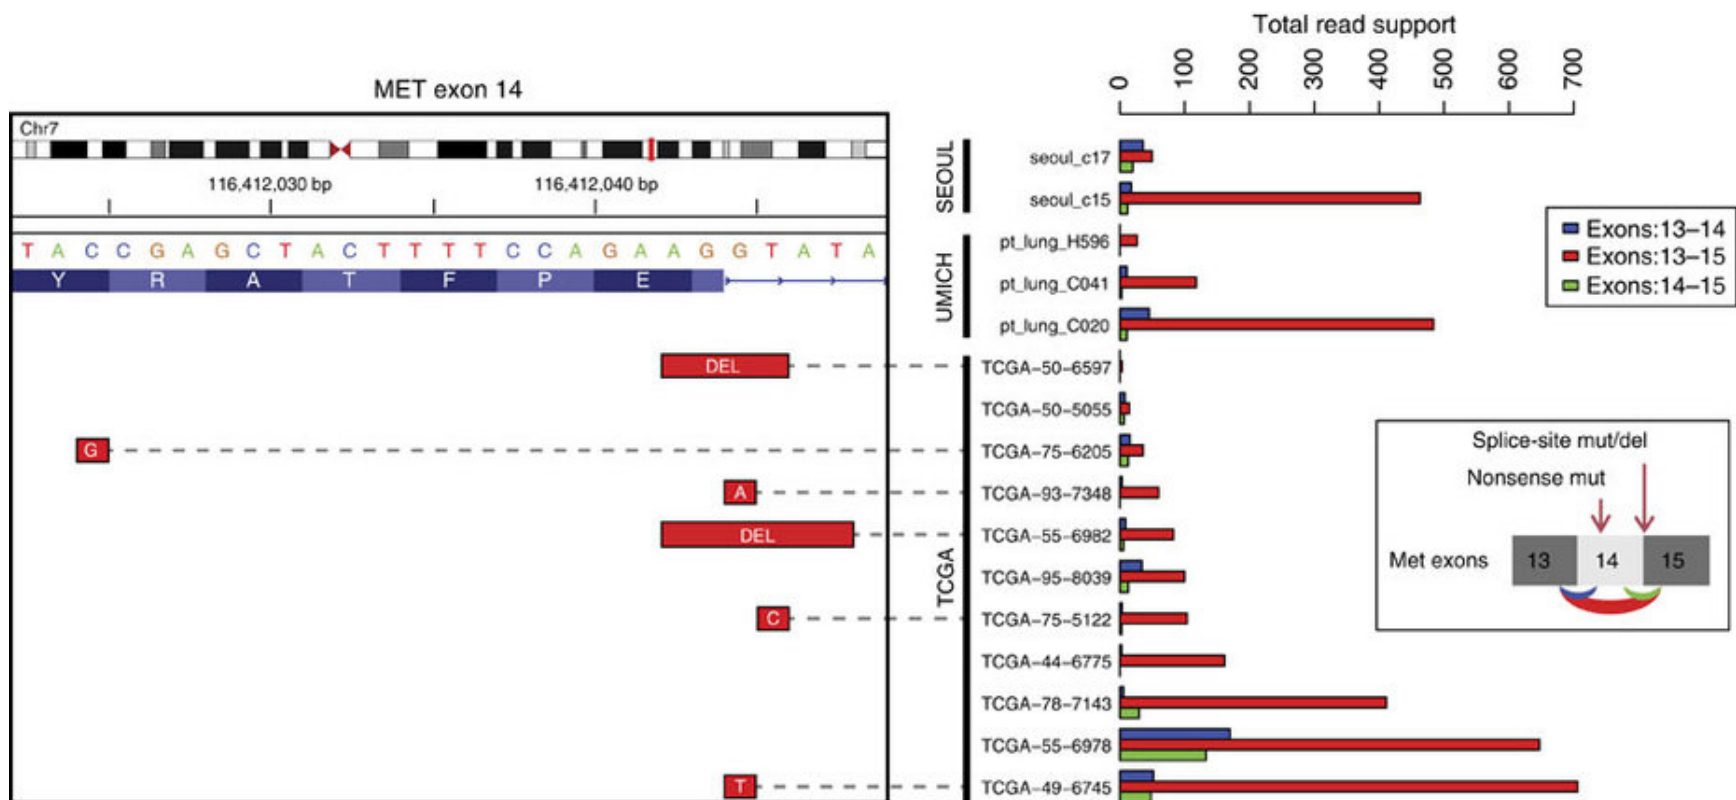 MET exon 14
Chr7
116,412,030 bp
116,412,040 bp
T A C C G A G C T A C T T T T C C A G A A G G T A T A
Y R A T F P E
DEL
G
A
DEL
C
T
Total read support
0 100 200 300 400 500 600 700
SEOUL
seoul_c17
seoul_c15
UMICH
pt_lung_H596
pt_lung_C041
pt_lung_C020
TCGA
TCGA-50-6597
TCGA-50-5055
TCGA-75-6205
TCGA-93-7348
TCGA-55-6982
TCGA-95-8039
TCGA-75-5122
TCGA-44-6775
TCGA-78-7143
TCGA-55-6978
TCGA-49-6745
Exons:13–14
Exons:13–15
Exons:14–15
Splice-site mut/del
Nonsense mut
Met exons 13 14 15